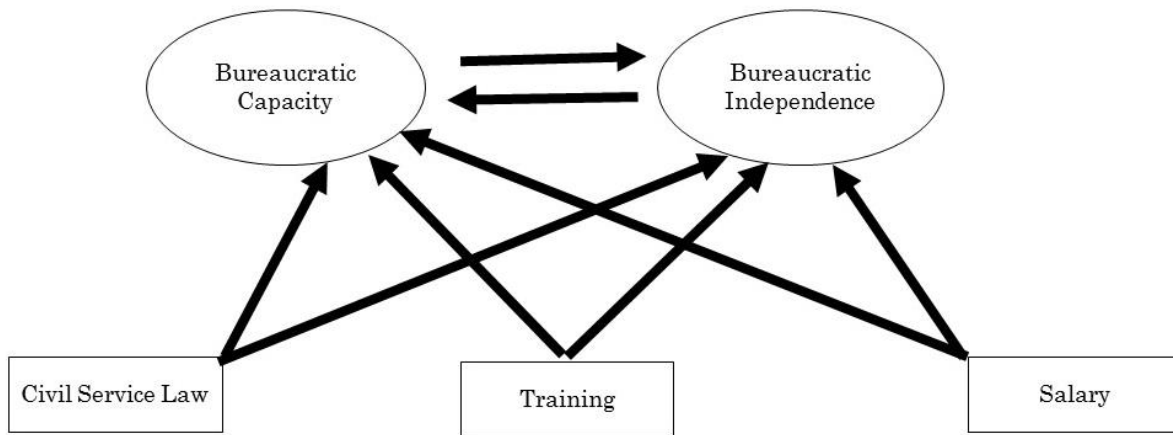 Bureaucratic
Capacity
Bureaucratic
Independence
Civil Service Law
Training
Salary